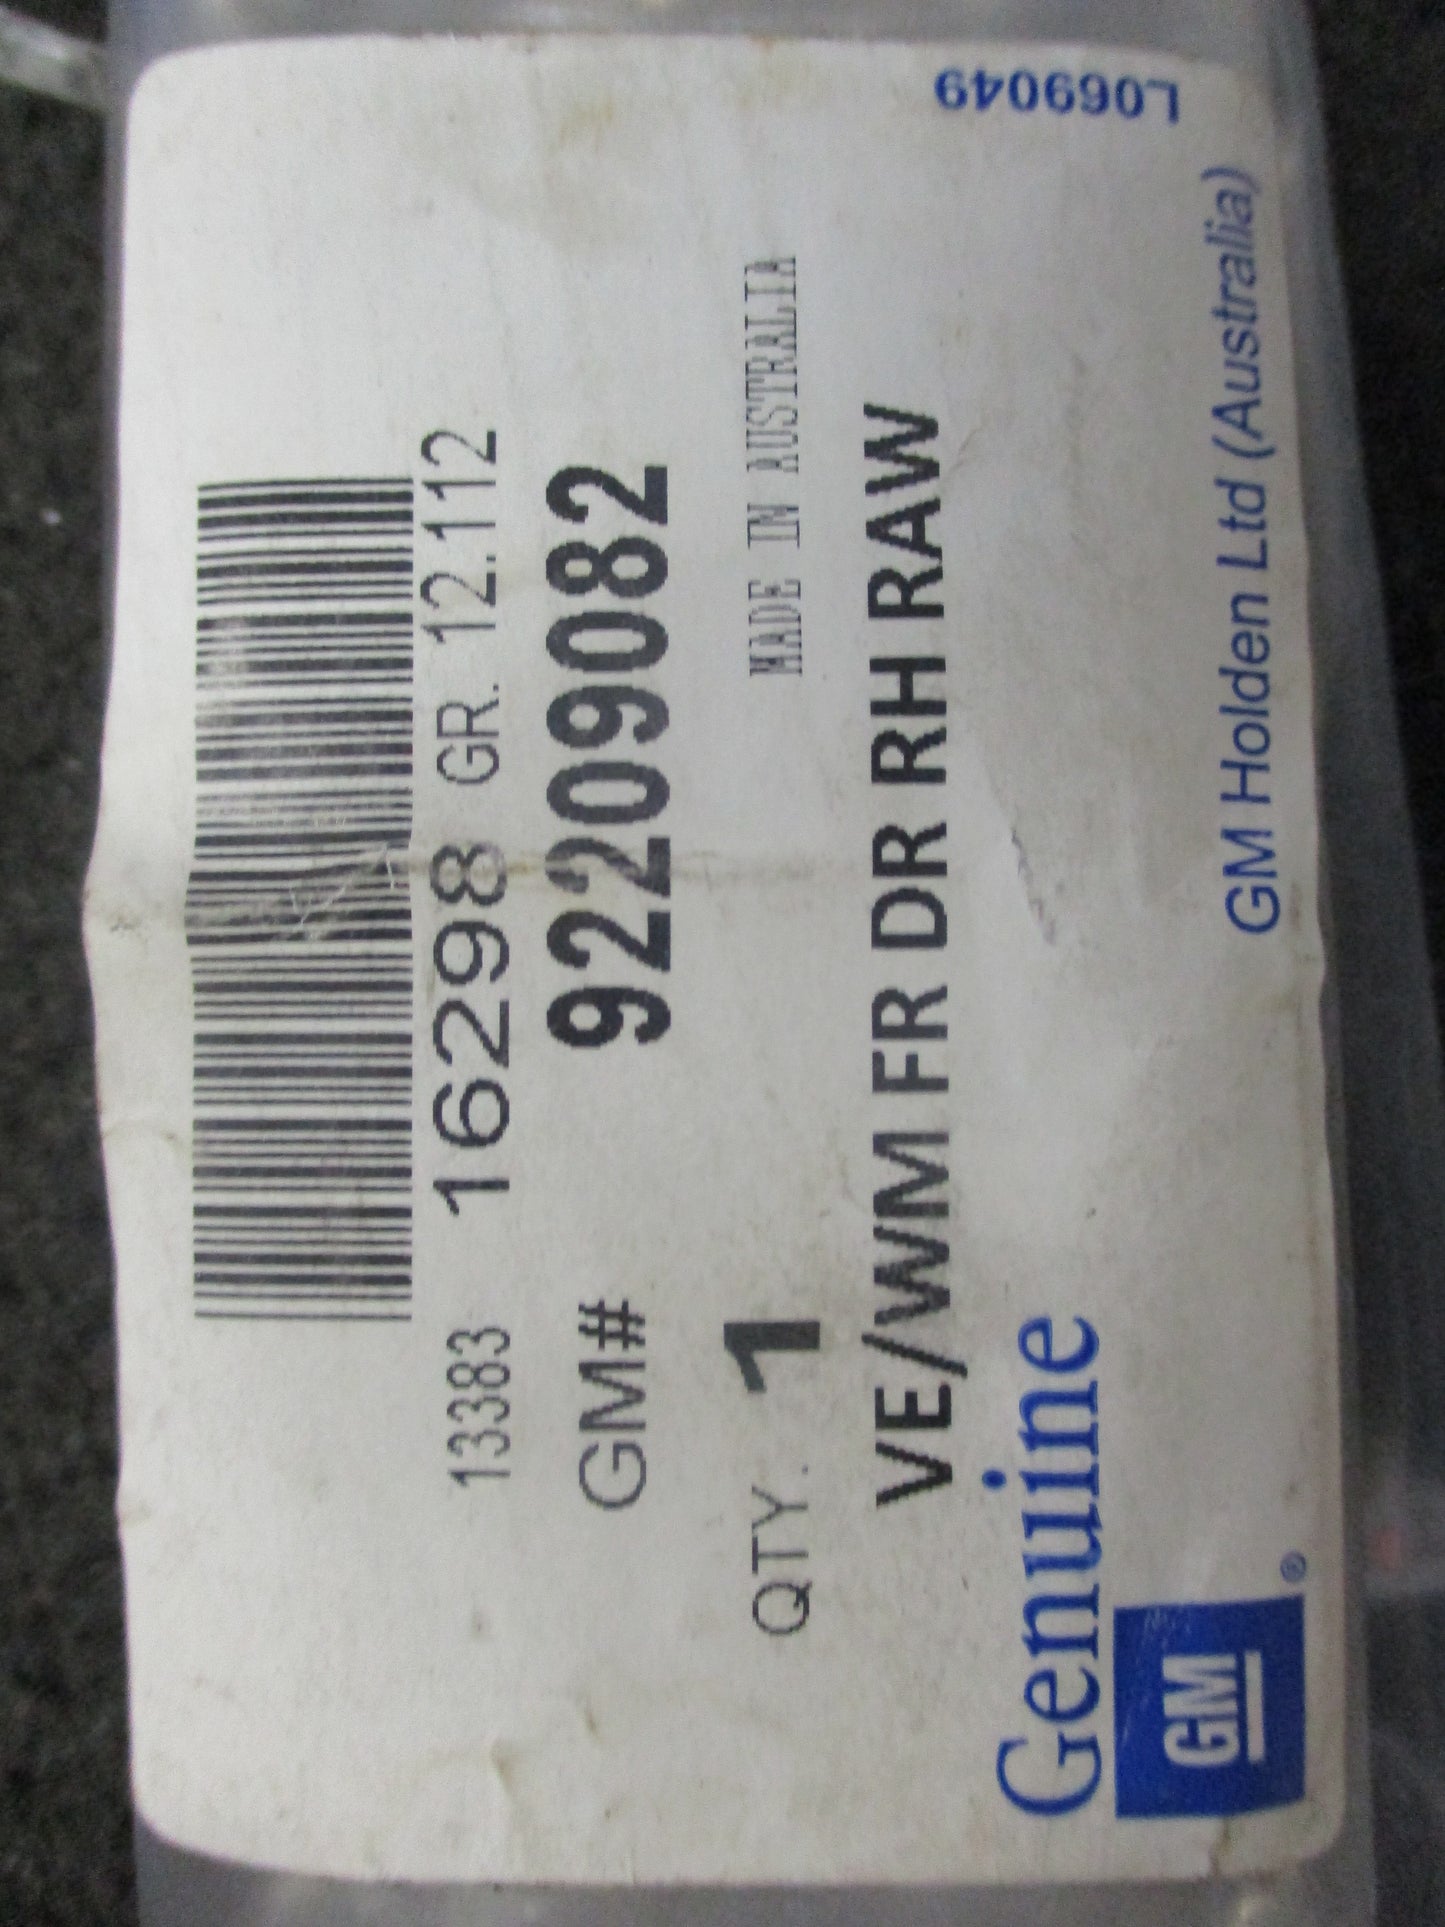 13383 16298 GR. 12.112
GM# 92209082
QTY. 1 MADE IN AUSTRALIA
VE/WM FR DR RH RAW
Genuine
GM®
GM Holden Ltd (Australia)
L069049